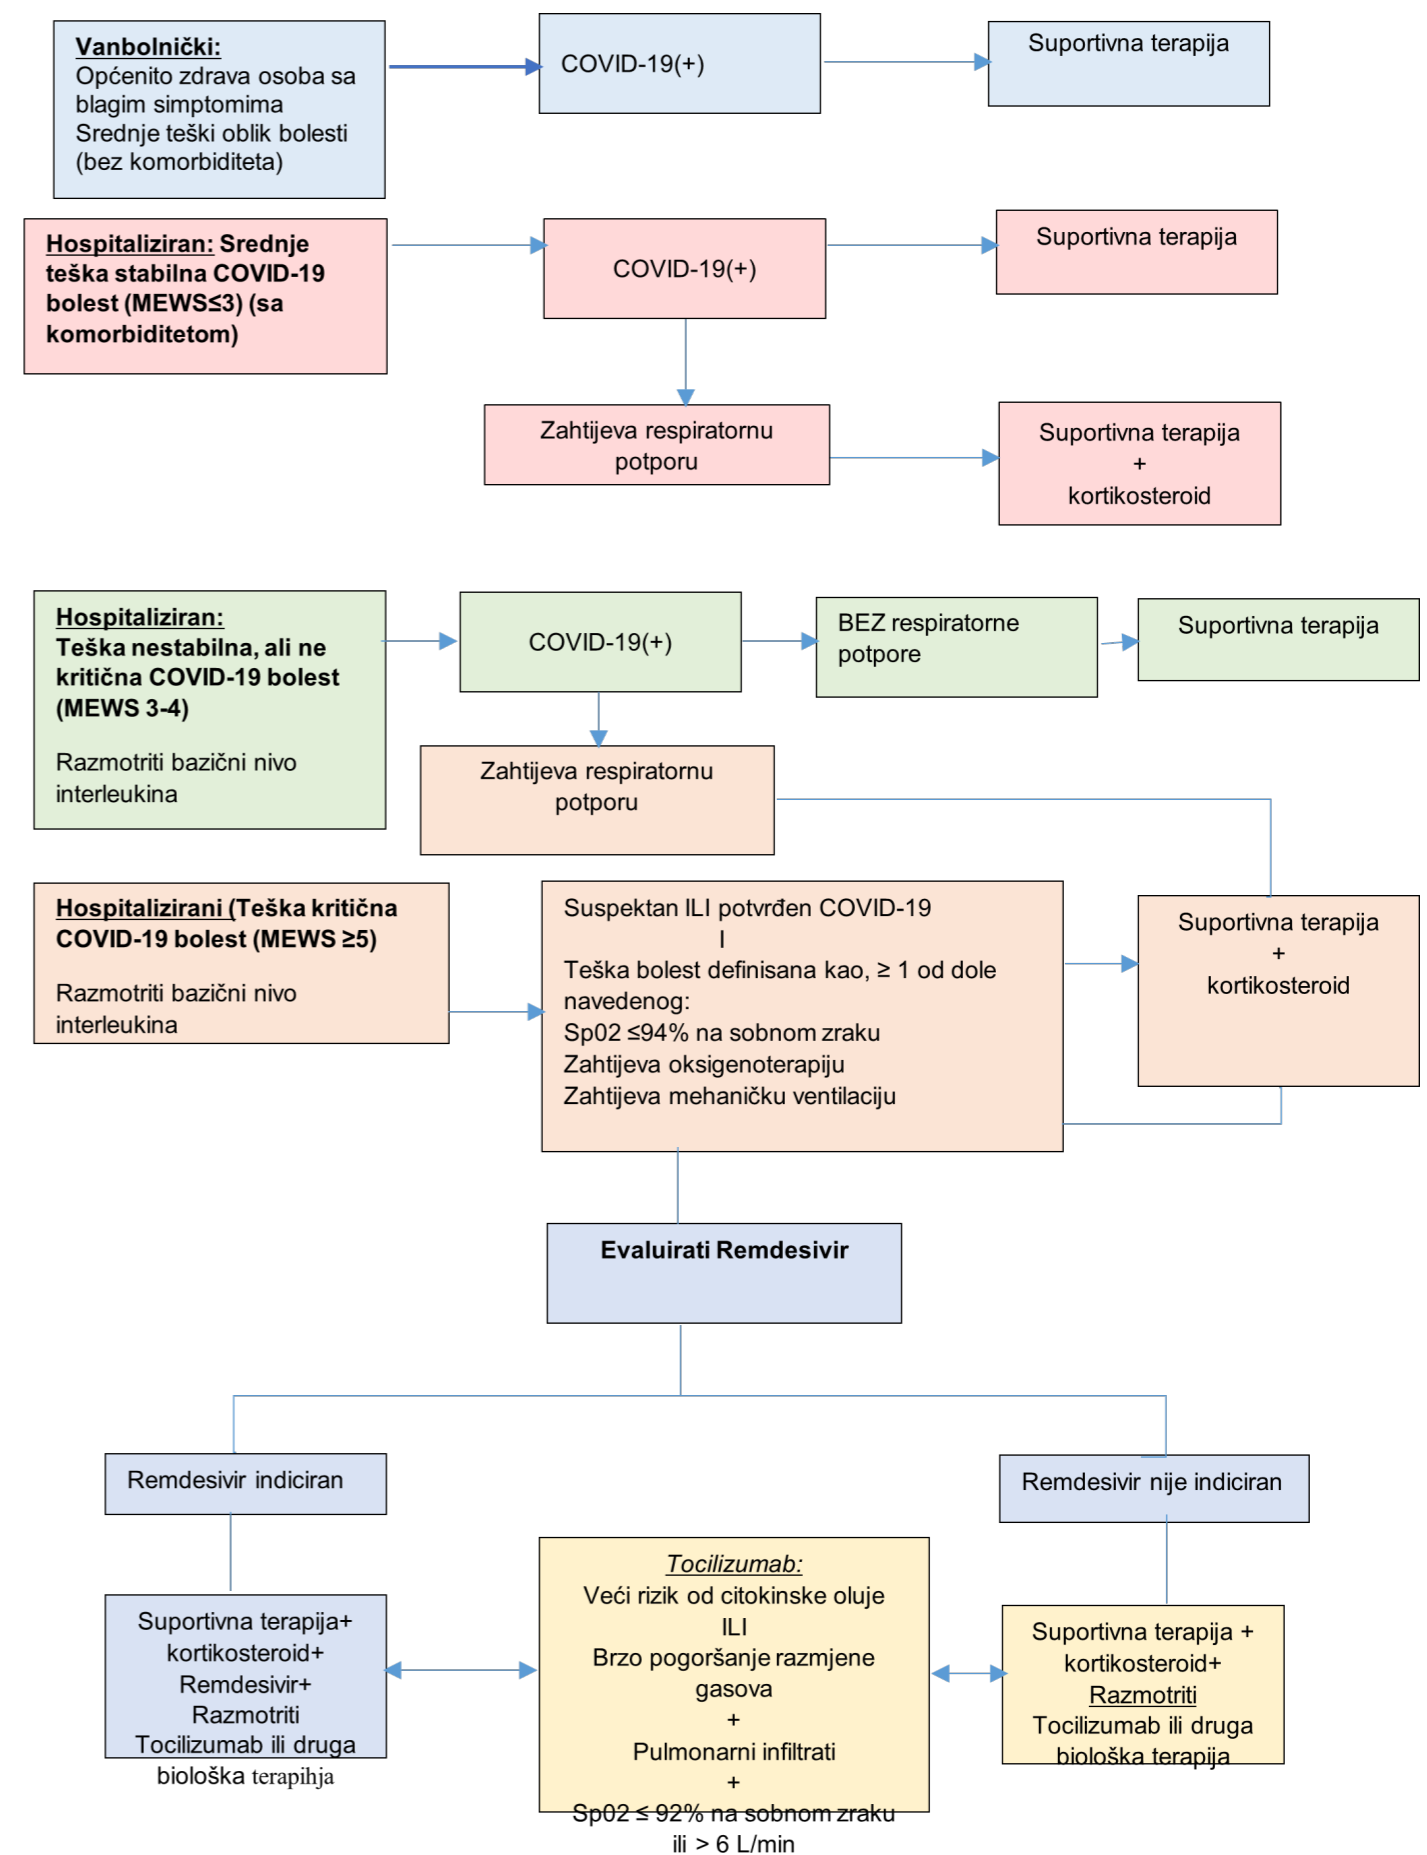 Vanbolnički:
Općenito zdrava osoba sa
blagim simptomima
Srednje teški oblik bolesti
(bez komorbiditeta)
COVID-19(+)
Suportivna terapija
Hospitaliziran: Srednje
teška stabilna COVID-19
bolest (MEWS≤3) (sa
komorbiditetom)
COVID-19(+)
Suportivna terapija
Zahtijeva respiratornu
potporu
Suportivna terapija
+
kortikosteroid
Hospitaliziran:
Teška nestabilna, ali ne
kritična COVID-19 bolest
(MEWS 3-4)
Razmotriti bazični nivo
interleukina
COVID-19(+)
BEZ respiratorne
potpore
Suportivna terapija
Zahtijeva respiratornu
potporu
Hospitalizirani (Teška kritična
COVID-19 bolest (MEWS ≥5)
Razmotriti bazični nivo
interleukina
Suspektan ILI potvrđen COVID-19
I
Teška bolest definisana kao, ≥ 1 od dole
navedenog:
Sp02 ≤94% na sobnom zraku
Zahtijeva oksigenoterapiju
Zahtijeva mehaničku ventilaciju
Suportivna terapija
+
kortikosteroid
Evaluirati Remdesivir
Remdesivir indiciran
Remdesivir nije indiciran
Suportivna terapija+
kortikosteroid+
Remdesivir+
Razmotriti
Tocilizumab ili druga
biološka terapihja
Tocilizumab:
Veći rizik od citokinske oluje
ILI
Brzo pogoršanje razmjene
gasova
+
Pulmonarni infiltrati
+
Sp02 ≤ 92% na sobnom zraku
ili > 6 L/min
Suportivna terapija +
kortikosteroid+
Razmotriti
Tocilizumab ili druga
biološka terapija